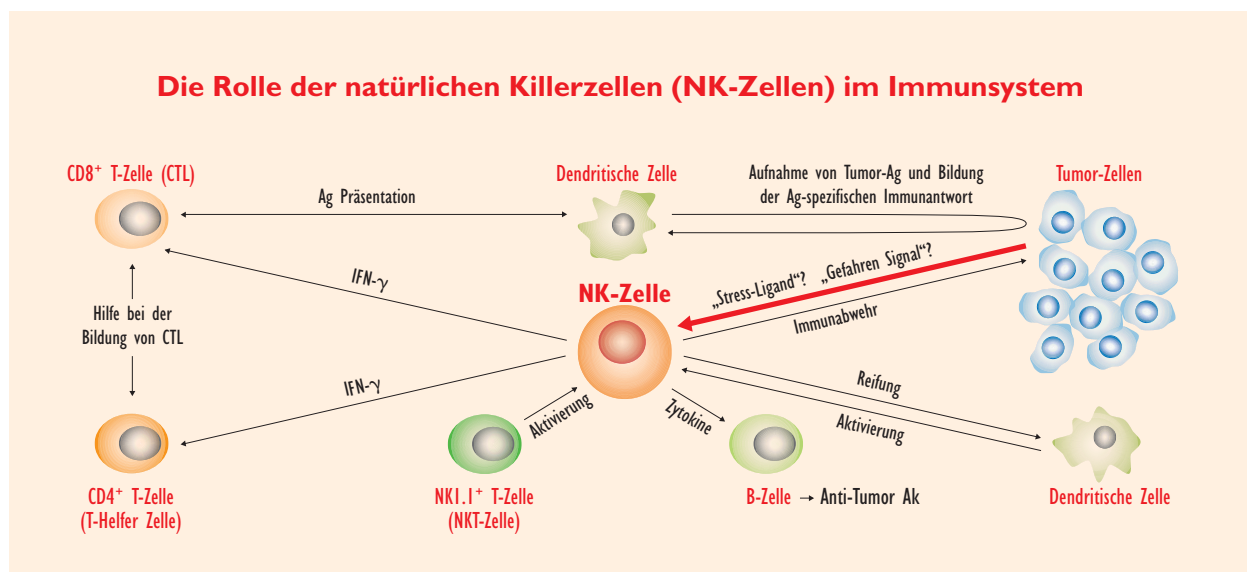 Die Rolle der natürlichen Killerzellen (NK-Zellen) im Immunsystem
CD8⁺ T-Zelle (CTL)
Ag Präsentation
Dendritische Zelle
Aufnahme von Tumor-Ag und Bildung
der Ag-spezifischen Immunantwort
Tumor-Zellen
IFN-γ
NK-Zelle
„Stress-Ligand“? „Gefahren Signal“?
Immunabwehr
Hilfe bei der
Bildung von CTL
IFN-γ
Aktivierung
Zytokine
Reifung
Aktivierung
CD4⁺ T-Zelle
(T-Helfer Zelle)
NK1.1⁺ T-Zelle
(NKT-Zelle)
B-Zelle → Anti-Tumor Ak
Dendritische Zelle